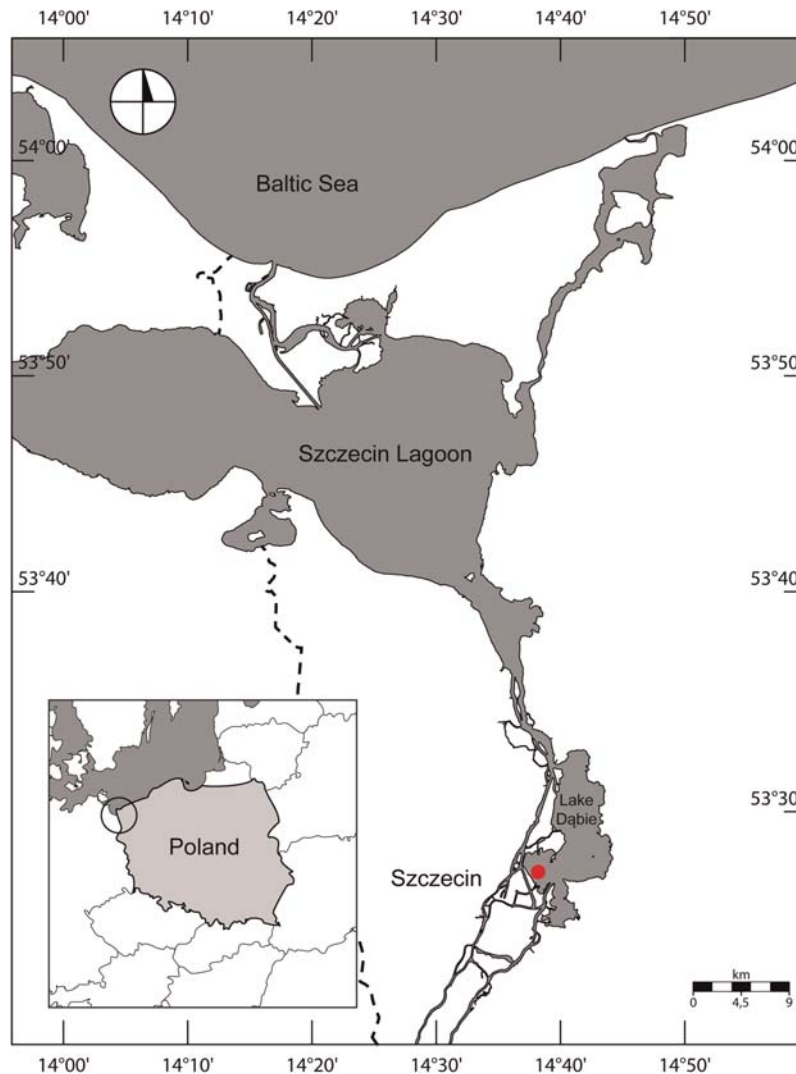 14°00' 14°10' 14°20' 14°30' 14°40' 14°50'
54°00' 54°00'
Baltic Sea
53°50' 53°50'
Szczecin Lagoon
53°40' 53°40'
Lake
Dąbie
53°30'
Poland
Szczecin
km
0 4,5 9
14°00' 14°10' 14°20' 14°30' 14°40' 14°50'